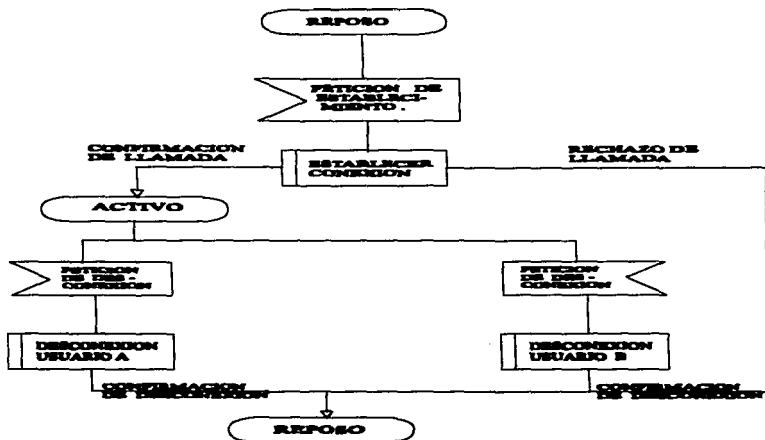 REPOSO
PETICION DE
ESTABLECI-
MIENTO.
CONFIRMACION
DE LLAMADA
RECHAZO DE
LLAMADA
ESTABLECER
CONEXION
ACTIVO
PETICION
DE DES-
CONEXION
PETICION
DE DES-
CONEXION
DESCONEXION
USUARIO A
DESCONEXION
USUARIO B
CONFIRMACION
DE DESCONEXION
CONFIRMACION
DE DESCONEXION
REPOSO